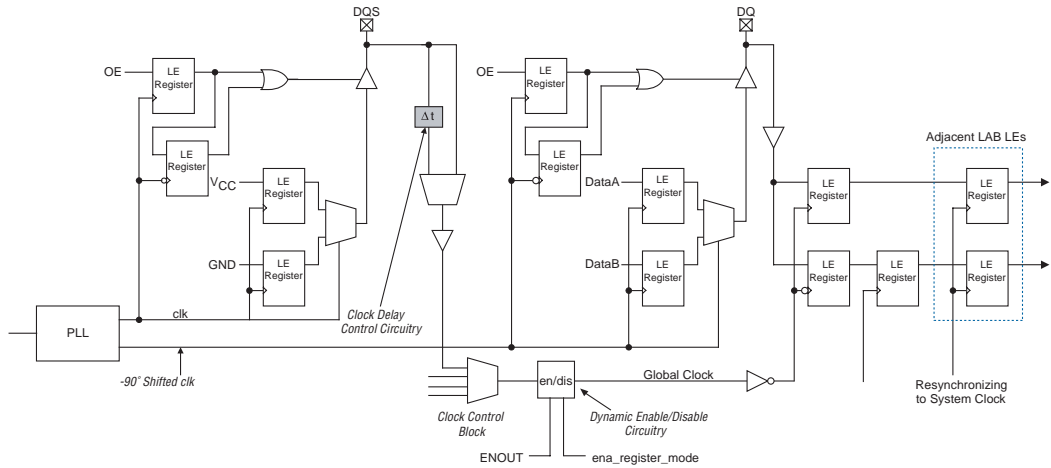 DQS
DQ
OE
LE
Register
OE
LE
Register
Δt
LE
Register
LE
Register
Adjacent LAB LEs
VCC
LE
Register
DataA
LE
Register
LE
Register
LE
Register
GND
LE
Register
DataB
LE
Register
LE
Register
LE
Register
LE
Register
PLL
clk
Clock Delay
Control Circuitry
-90° Shifted clk
en/dis
Global Clock
Resynchronizing
to System Clock
Clock Control
Block
Dynamic Enable/Disable
Circuitry
ENOUT
ena_register_mode